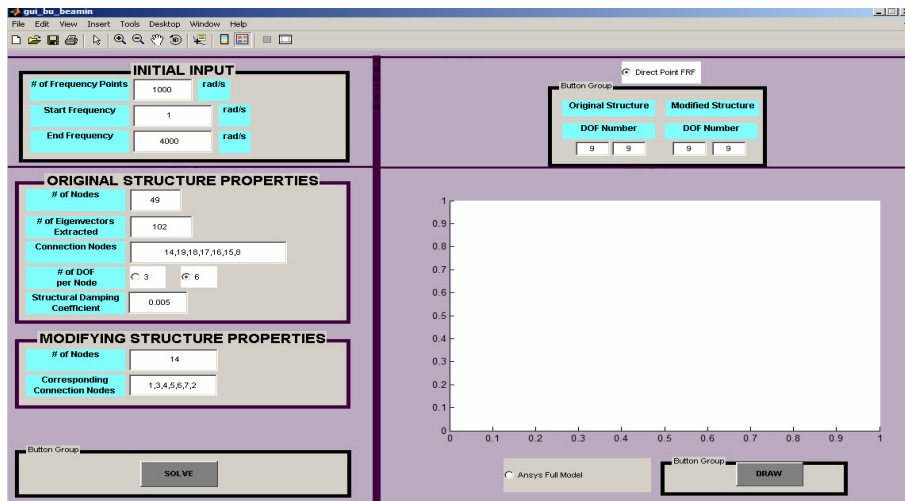 gui_bu_beamin
File Edit View Insert Tools Desktop Window Help
INITIAL INPUT
# of Frequency Points 1000 rad/s
Start Frequency 1 rad/s
End Frequency 4000 rad/s
ORIGINAL STRUCTURE PROPERTIES
# of Nodes 49
# of Eigenvectors
Extracted
102
Connection Nodes 14,19,18,17,16,15,8
# of DOF
per Node
3 6
Structural Damping
Coefficient
0.005
MODIFYING STRUCTURE PROPERTIES
# of Nodes 14
Corresponding
Connection Nodes
1,3,4,5,6,7,2
Button Group
SOLVE
Direct Point FRF
Button Group
Original Structure Modified Structure
DOF Number DOF Number
9 9 9 9
1
0.9
0.8
0.7
0.6
0.5
0.4
0.3
0.2
0.1
0
0 0.1 0.2 0.3 0.4 0.5 0.6 0.7 0.8 0.9 1
Ansys Full Model
Button Group
DRAW